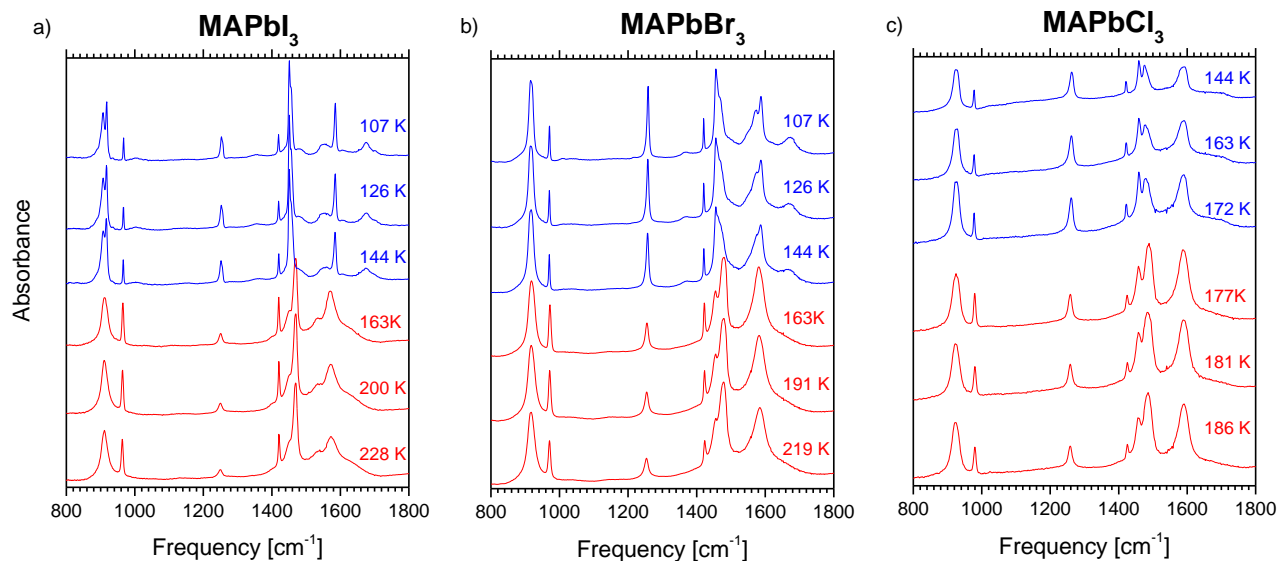 a) MAPbI3
107 K
126 K
144 K
163K
200 K
228 K
Absorbance
800 1000 1200 1400 1600 1800
Frequency [cm-1]
b) MAPbBr3
107 K
126 K
144 K
163K
191 K
219 K
800 1000 1200 1400 1600 1800
Frequency [cm-1]
c) MAPbCl3
144 K
163 K
172 K
177K
181 K
186 K
800 1000 1200 1400 1600 1800
Frequency [cm-1]